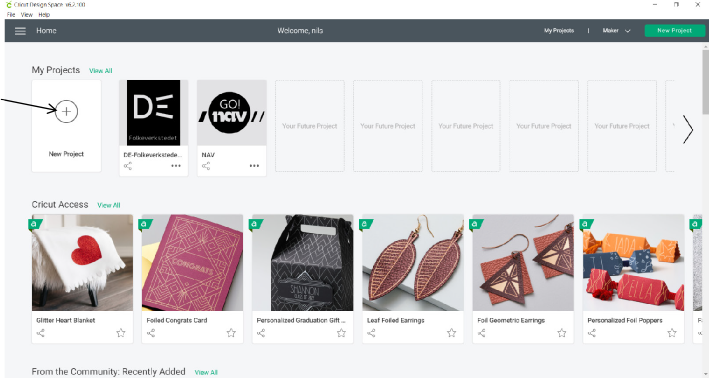 Cricut Design Space v6.2.100
File View Help
Home
Welcome, nils
My Projects | Maker
New Project
My Projects View All
New Project
DE Folkeverkstedet
DE-Folkeverkstede...
GO! nav
NAV
Your Future Project
Your Future Project
Your Future Project
Your Future Project
Your Future Project
Cricut Access View All
a
Glitter Heart Blanket
a
CONGRATS
Foiled Congrats Card
a
SHANNON
Personalized Graduation Gift ...
a
Leaf Foiled Earrings
a
Foil Geometric Earrings
a
Personalized Foil Poppers
a
From the Community: Recently Added View All